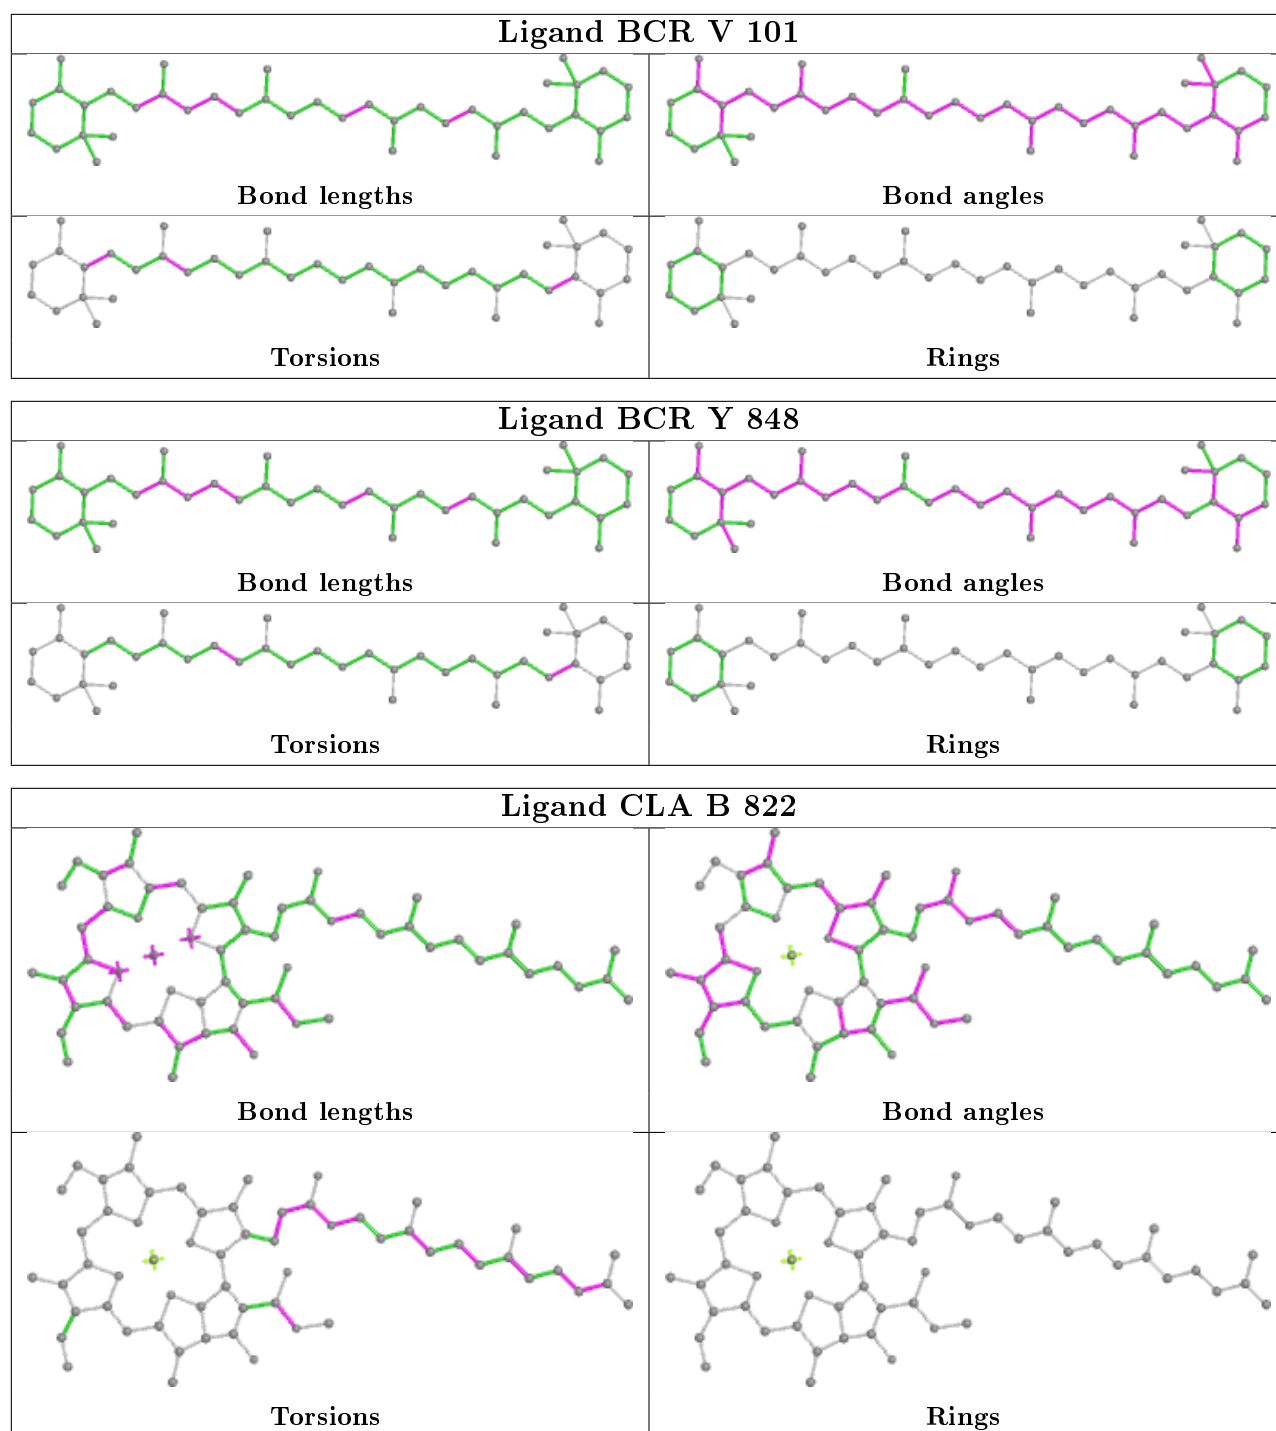 Ligand BCR V 101
Bond lengths
Bond angles
Torsions
Rings
Ligand BCR Y 848
Bond lengths
Bond angles
Torsions
Rings
Ligand CLA B 822
Bond lengths
Bond angles
Torsions
Rings